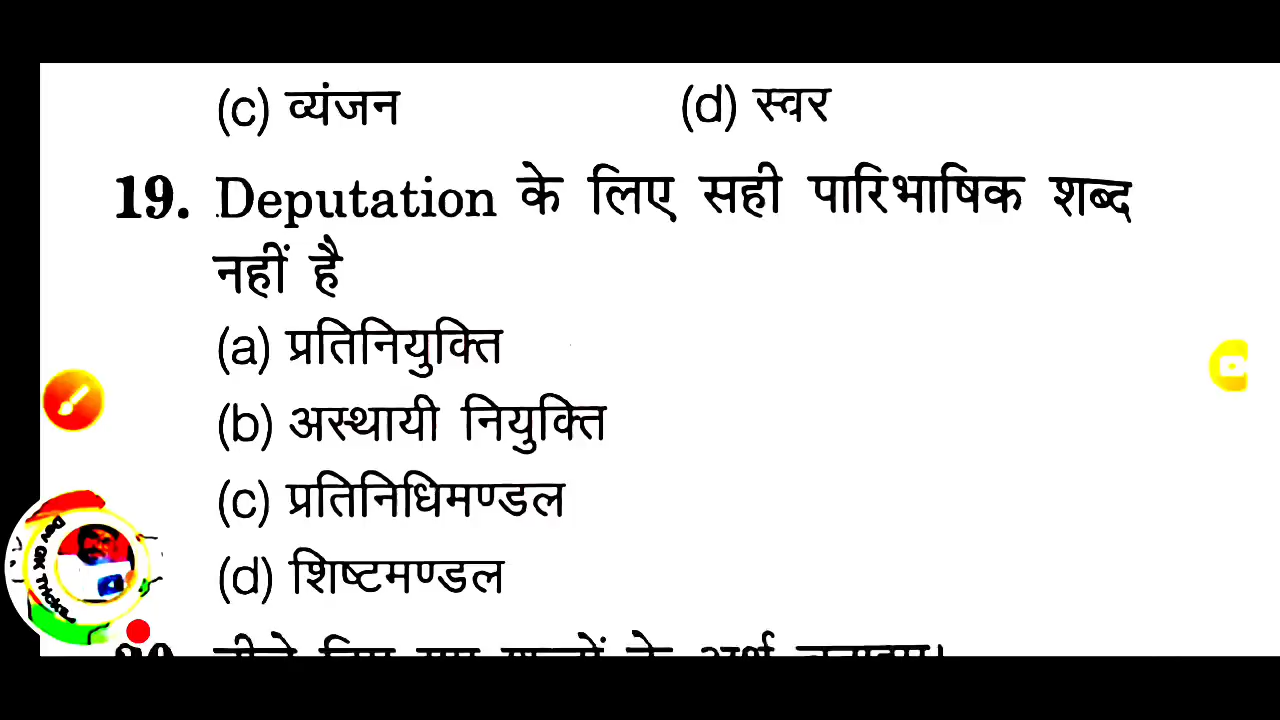 (c) व्यंजन (d) स्वर
19. Deputation के लिए सही पारिभाषिक शब्द
नहीं है
(a) प्रतिनियुक्ति
(b) अस्थायी नियुक्ति
(c) प्रतिनिधिमण्डल
(d) शिष्टमण्डल